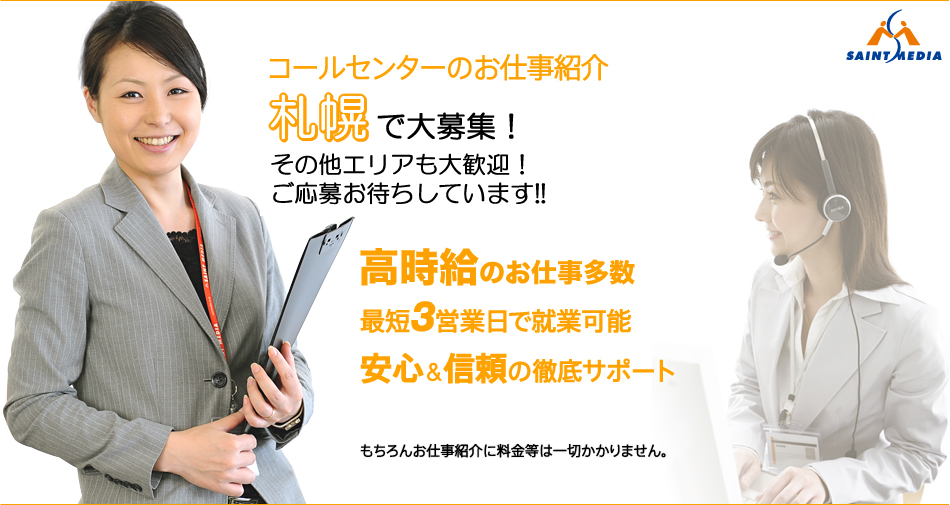 SAINT MEDIA
コールセンターのお仕事紹介
札幌で大募集！
その他エリアも大歓迎！
ご応募お待ちしています!!
高時給のお仕事多数
最短3営業日で就業可能
安心&信頼の徹底サポート
もちろんお仕事紹介に料金等は一切かかりません。